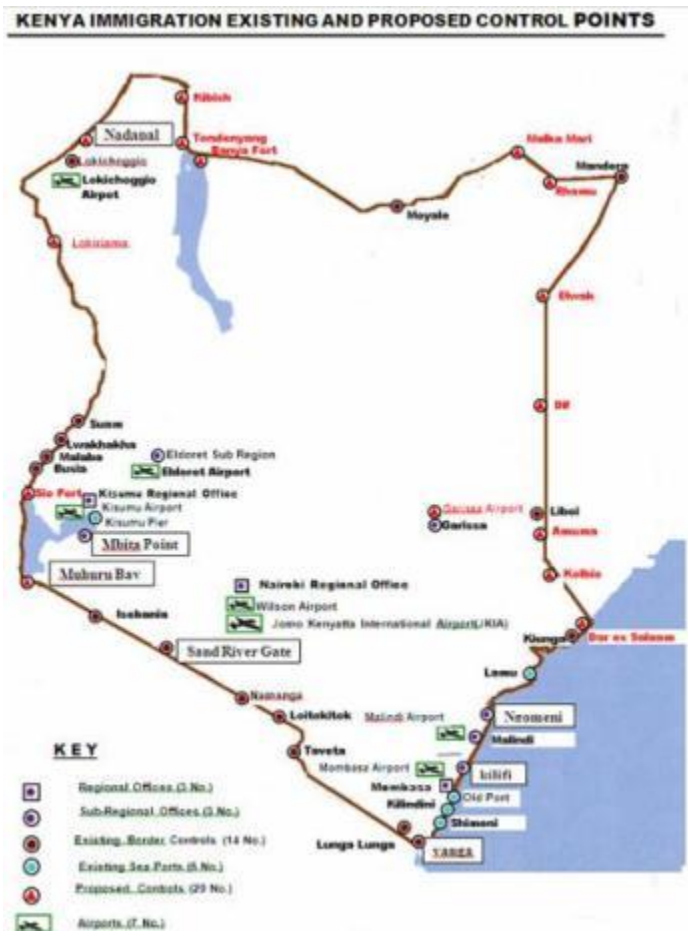 KENYA IMMIGRATION EXISTING AND PROPOSED CONTROL POINTS
Kibish
Nadapal
Todenyang
Banya Fort
Malka Mari
Lokichoggio
Mandera
Lokichoggio
Airpot
Rhamu
Moyale
Lokiriama
Elwak
Diff
Suam
Lwakhakha
Malaba
Eldoret Sub Region
Busia
Eldoret Airport
Sio Port
Kisumu Regional Office
Kisumu Airport
Garissa Airport
Liboi
Kisumu Pier
Garissa
Amuma
Mbita Point
Muhuru Bay
Kolbio
Nairobi Regional Office
Wilson Airport
Isebania
Jomo Kenyatta International Airport(JKIA)
Kiunga
Dar es Salaam
Sand River Gate
Lamu
Namanga
Loitokitok
Malindi Airport
Ngomeni
Malindi
KEY
Taveta
Mombasa Airport
kilifi
Regional Offices (3 No.)
Mombasa
Old Port
Kilindini
Sub-Regional Offices (3 No.)
Shimoni
Existing Border Controls (14 No.)
Lunga Lunga
vanga
Existing Sea Ports (6 No.)
Proposed Controls (20 No.)
Airports (7 No.)